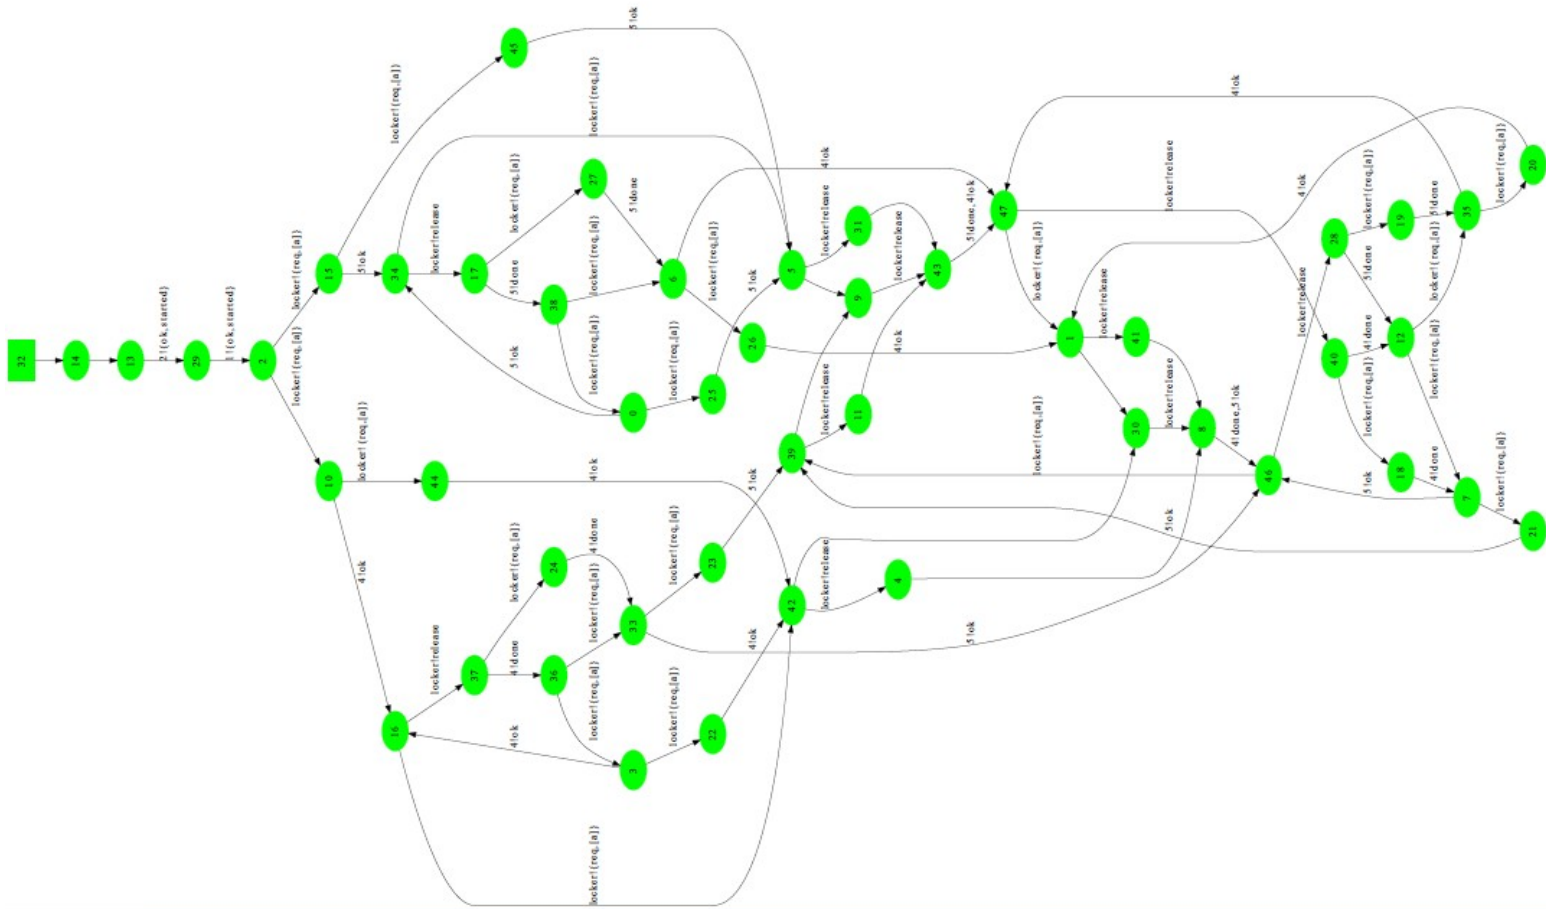 32
14
13
2!{ok,started}
29
1!{ok,started}
2
locker!{req,[a]}
locker!{req,[a]}
15
10
locker!{req,[a]}
5!ok
45
5!ok
34
locker!{req,[a]}
locker!release
17
locker!{req,[a]}
27
5!done
5!done
38
locker!{req,[a]}
locker!{req,[a]}
6
4!ok
locker!{req,[a]}
26
4!ok
0
5!ok
locker!{req,[a]}
25
5!ok
5
locker!release
31
9
locker!release
43
5!done,4!ok
47
locker!{req,[a]}
locker!release
4!ok
44
locker!{req,[a]}
4!ok
4!ok
16
locker!release
37
locker!{req,[a]}
24
4!done
4!done
36
locker!{req,[a]}
locker!{req,[a]}
33
locker!{req,[a]}
23
5!ok
5!ok
3
4!ok
locker!{req,[a]}
22
4!ok
locker!{req,[a]}
42
locker!release
4
39
locker!release
11
1
locker!release
41
30
locker!release
8
4!done,5!ok
46
locker!{req,[a]}
locker!release
28
locker!{req,[a]}
19
5!done
5!done
40
4!done
locker!{req,[a]}
12
locker!{req,[a]}
locker!{req,[a]}
35
locker!{req,[a]}
20
4!ok
18
4!done
7
5!ok
locker!{req,[a]}
21
5!ok